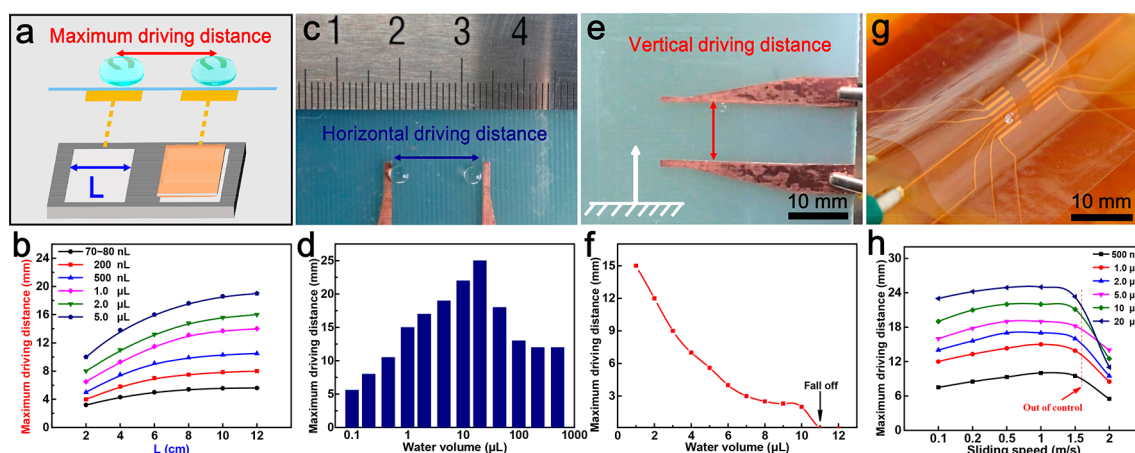 a
Maximum driving distance
L
c
1 2 3 4
Horizontal driving distance
e
Vertical driving distance
10 mm
g
10 mm
b
Maximum driving distance (mm)
24
20
16
12
8
4
0
70~80 nL
200 nL
500 nL
1.0 μL
2.0 μL
5.0 μL
2 4 6 8 10 12
L (cm)
d
Maximum driving distance (mm)
25
20
15
10
5
0
0.1 1 10 100 1000
Water volume (μL)
f
Maximum driving distance (mm)
15
12
9
6
3
0
Fall off
0 2 4 6 8 10 12
Water volume (μL)
h
Maximum driving distance (mm)
36
30
24
18
12
6
0
500 n
1.0 μ
2.0 μ
5.0 μ
10 μ
20 μ
Out of control
0.1 0.2 0.5 1 1.5 2
Sliding speed (m/s)